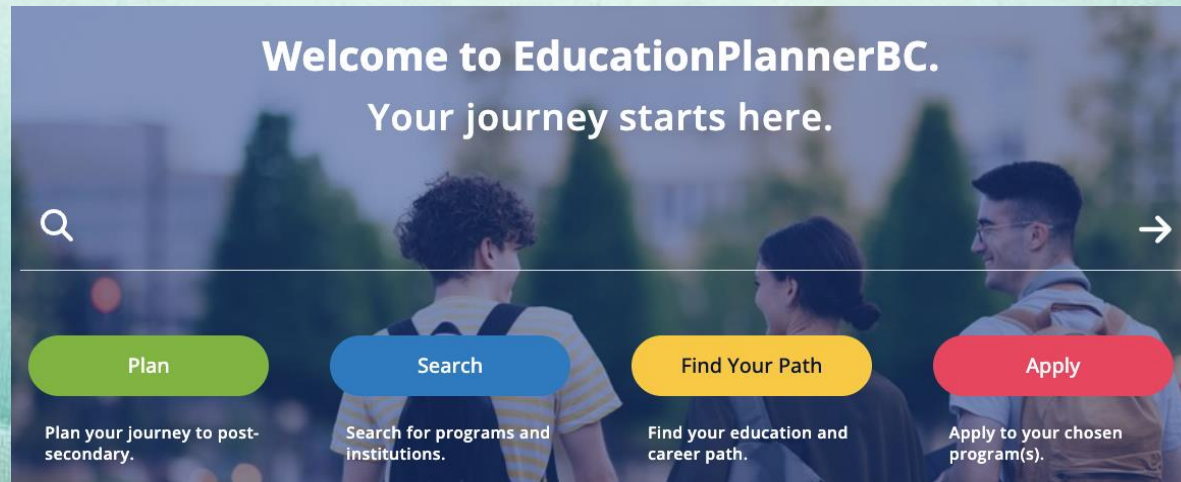 Welcome to EducationPlannerBC.
Your journey starts here.
Plan
Search
Find Your Path
Apply
Plan your journey to post-
secondary.
Search for programs and
institutions.
Find your education and
career path.
Apply to your chosen
program(s).